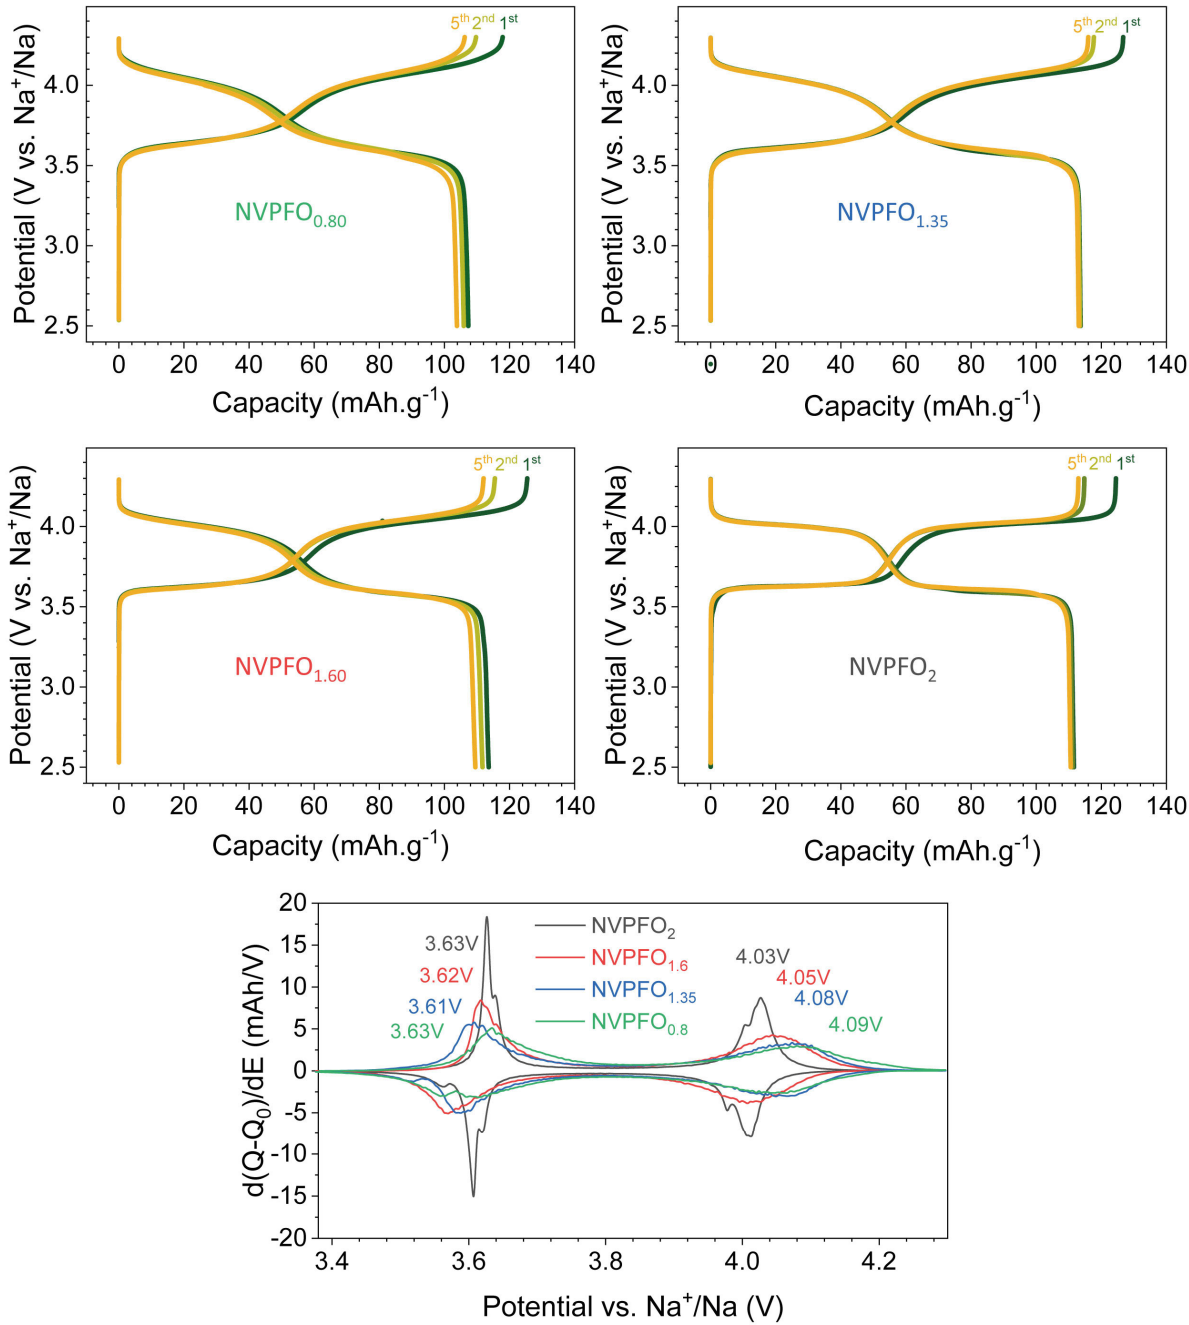 5th 2nd 1st
4.0
3.5
3.0
2.5
NVPFO0.80
0 20 40 60 80 100 120 140
Capacity (mAh.g-1)
Potential (V vs. Na+/Na)
5th 2nd 1st
4.0
3.5
3.0
2.5
NVPFO1.35
0 20 40 60 80 100 120 140
Capacity (mAh.g-1)
Potential (V vs. Na+/Na)
5th 2nd 1st
4.0
3.5
3.0
2.5
NVPFO1.60
0 20 40 60 80 100 120 140
Capacity (mAh.g-1)
Potential (V vs. Na+/Na)
5th 2nd 1st
4.0
3.5
3.0
2.5
NVPFO2
0 20 40 60 80 100 120 140
Capacity (mAh.g-1)
Potential (V vs. Na+/Na)
20
15
10
5
0
-5
-10
-15
-20
d(Q-Q0)/dE (mAh/V)
NVPFO2
NVPFO1.6
NVPFO1.35
NVPFO0.8
3.63V
3.62V
3.61V
3.63V
4.03V
4.05V
4.08V
4.09V
3.4 3.6 3.8 4.0 4.2
Potential vs. Na+/Na (V)